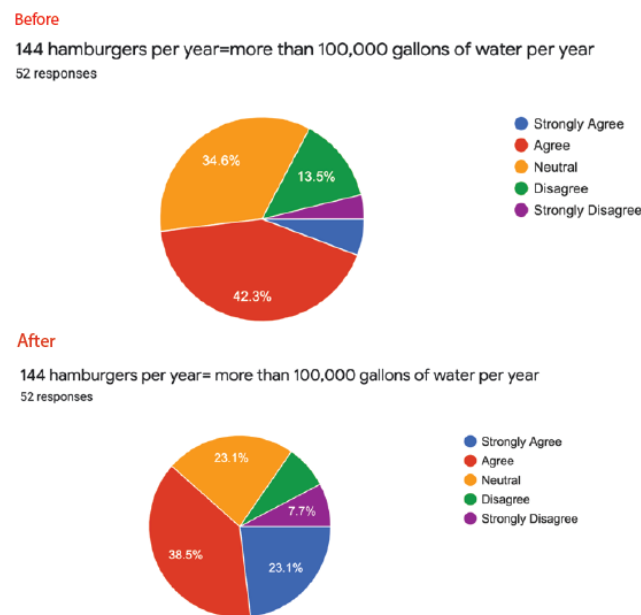 Before
144 hamburgers per year=more than 100,000 gallons of water per year
52 responses
Strongly Agree
Agree
Neutral
Disagree
Strongly Disagree
34.6%
13.5%
42.3%
After
144 hamburgers per year= more than 100,000 gallons of water per year
52 responses
Strongly Agree
Agree
Neutral
Disagree
Strongly Disagree
23.1%
7.7%
38.5%
23.1%